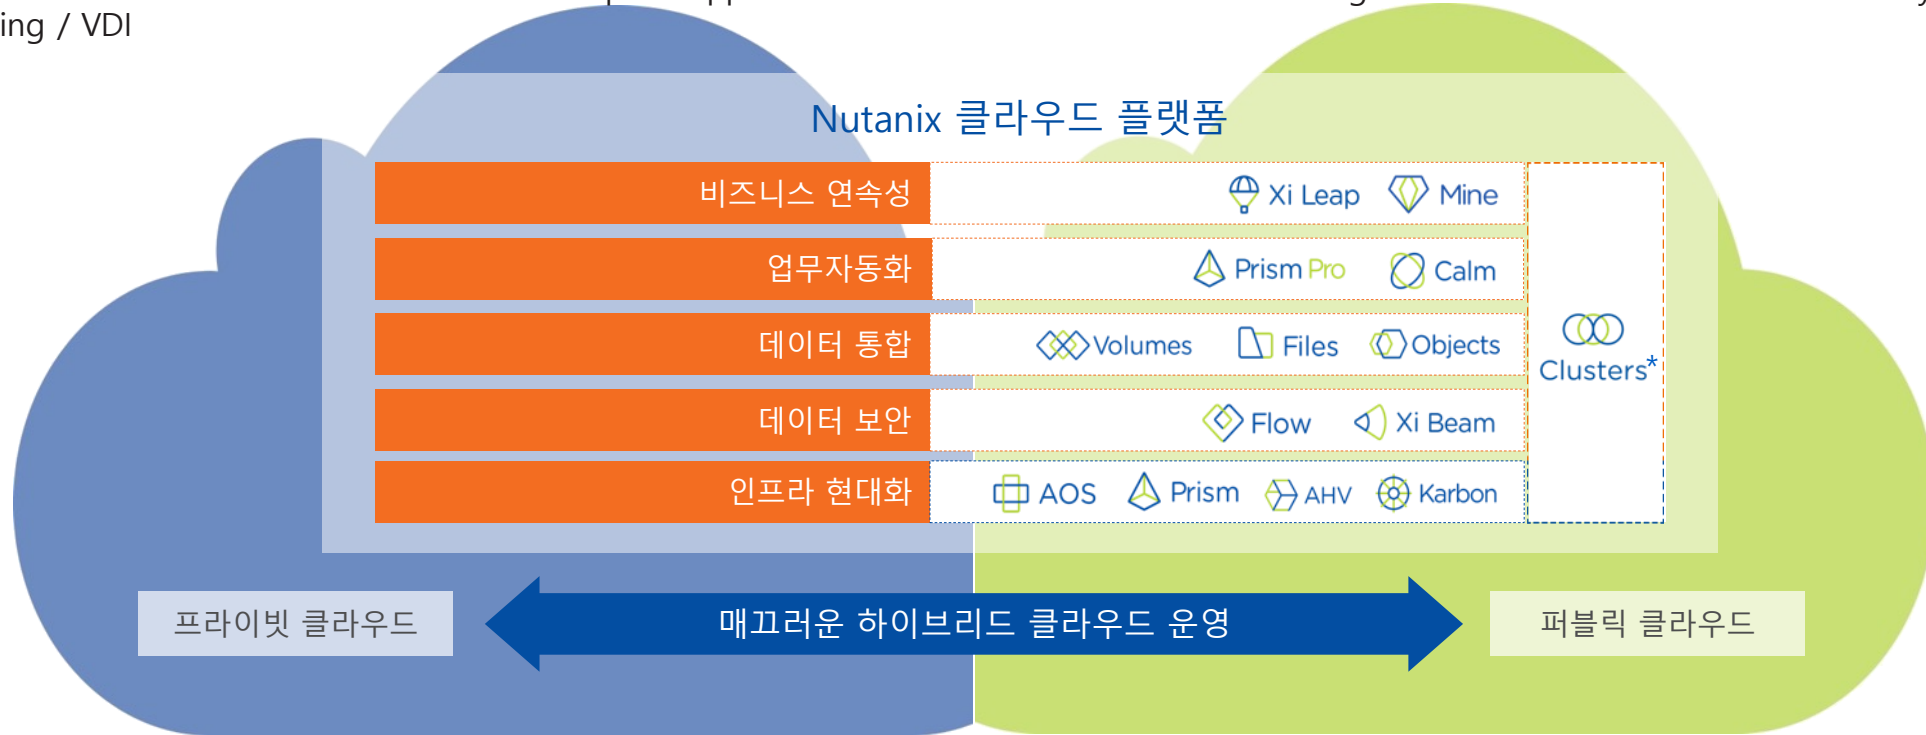 ing / VDI
Nutanix 클라우드 플랫폼
비즈니스 연속성 Xi Leap Mine
업무자동화 Prism Pro Calm
데이터 통합 Volumes Files Objects
Clusters*
데이터 보안 Flow Xi Beam
인프라 현대화 AOS Prism AHV Karbon
프라이빗 클라우드 매끄러운 하이브리드 클라우드 운영 퍼블릭 클라우드